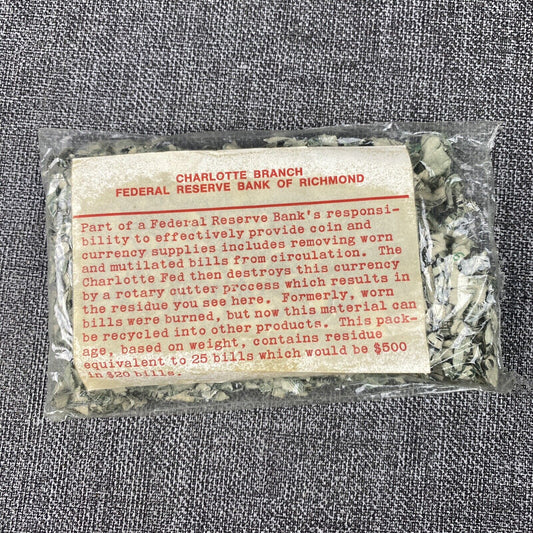 CHARLOTTE BRANCH
FEDERAL RESERVE BANK OF RICHMOND
Part of a Federal Reserve Bank's responsi-
bility to effectively provide coin and
currency supplies includes removing worn
and mutilated bills from circulation. The
Charlotte Fed then destroys this currency
by a rotary cutter process which results in
the residue you see here. Formerly, worn
bills were burned, but now this material can
be recycled into other products. This pack-
age, based on weight, contains residue
equivalent to 25 bills which would be $500
in $20 bills.